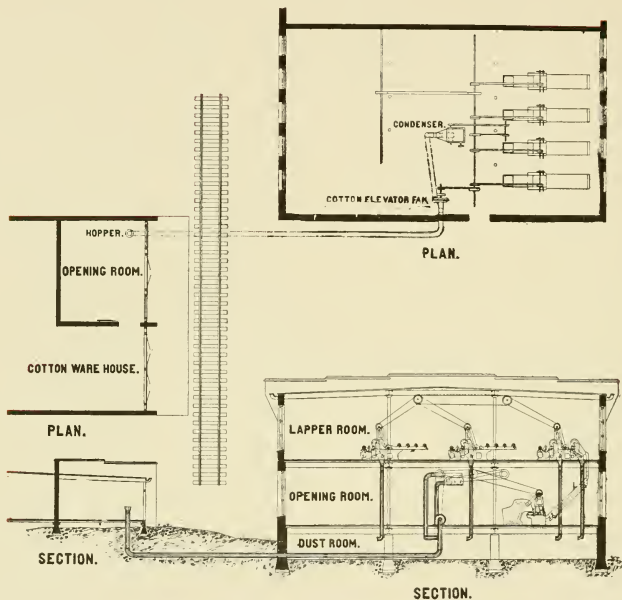 CONDENSER.
COTTON ELEVATOR FAN.
PLAN.
HOPPER.
OPENING ROOM.
COTTON WARE HOUSE.
PLAN.
LAPPER ROOM.
OPENING ROOM.
DUST ROOM.
SECTION.
SECTION.